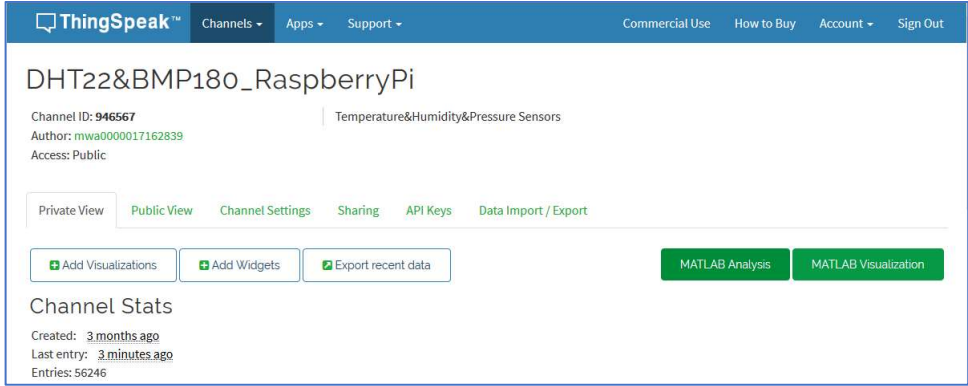 ThingSpeak™ Channels Apps Support Commercial Use How to Buy Account Sign Out
DHT22&BMP180_RaspberryPi
Channel ID: 946567 Temperature&Humidity&Pressure Sensors
Author: mwa0000017162839
Access: Public
Private View Public View Channel Settings Sharing API Keys Data Import / Export
Add Visualizations Add Widgets Export recent data MATLAB Analysis MATLAB Visualization
Channel Stats
Created: 3 months ago
Last entry: 3 minutes ago
Entries: 56246